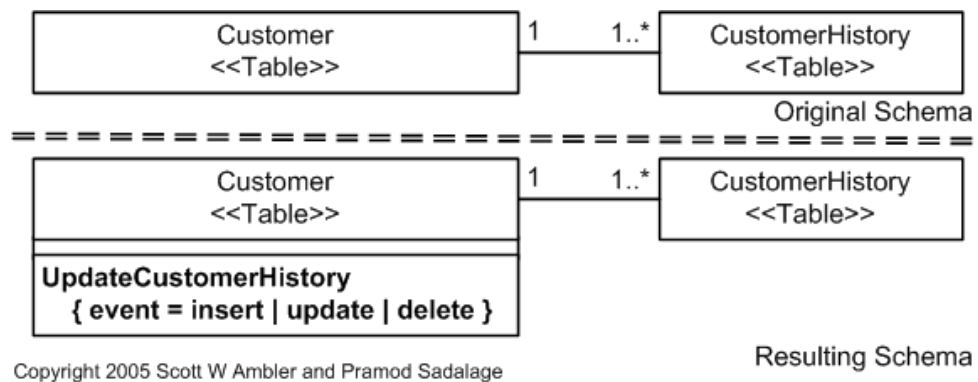 Customer
<<Table>>
1
1..*
CustomerHistory
<<Table>>
Original Schema
Customer
<<Table>>
1
1..*
CustomerHistory
<<Table>>
UpdateCustomerHistory
{ event = insert | update | delete }
Resulting Schema
Copyright 2005 Scott W Ambler and Pramod Sadalage